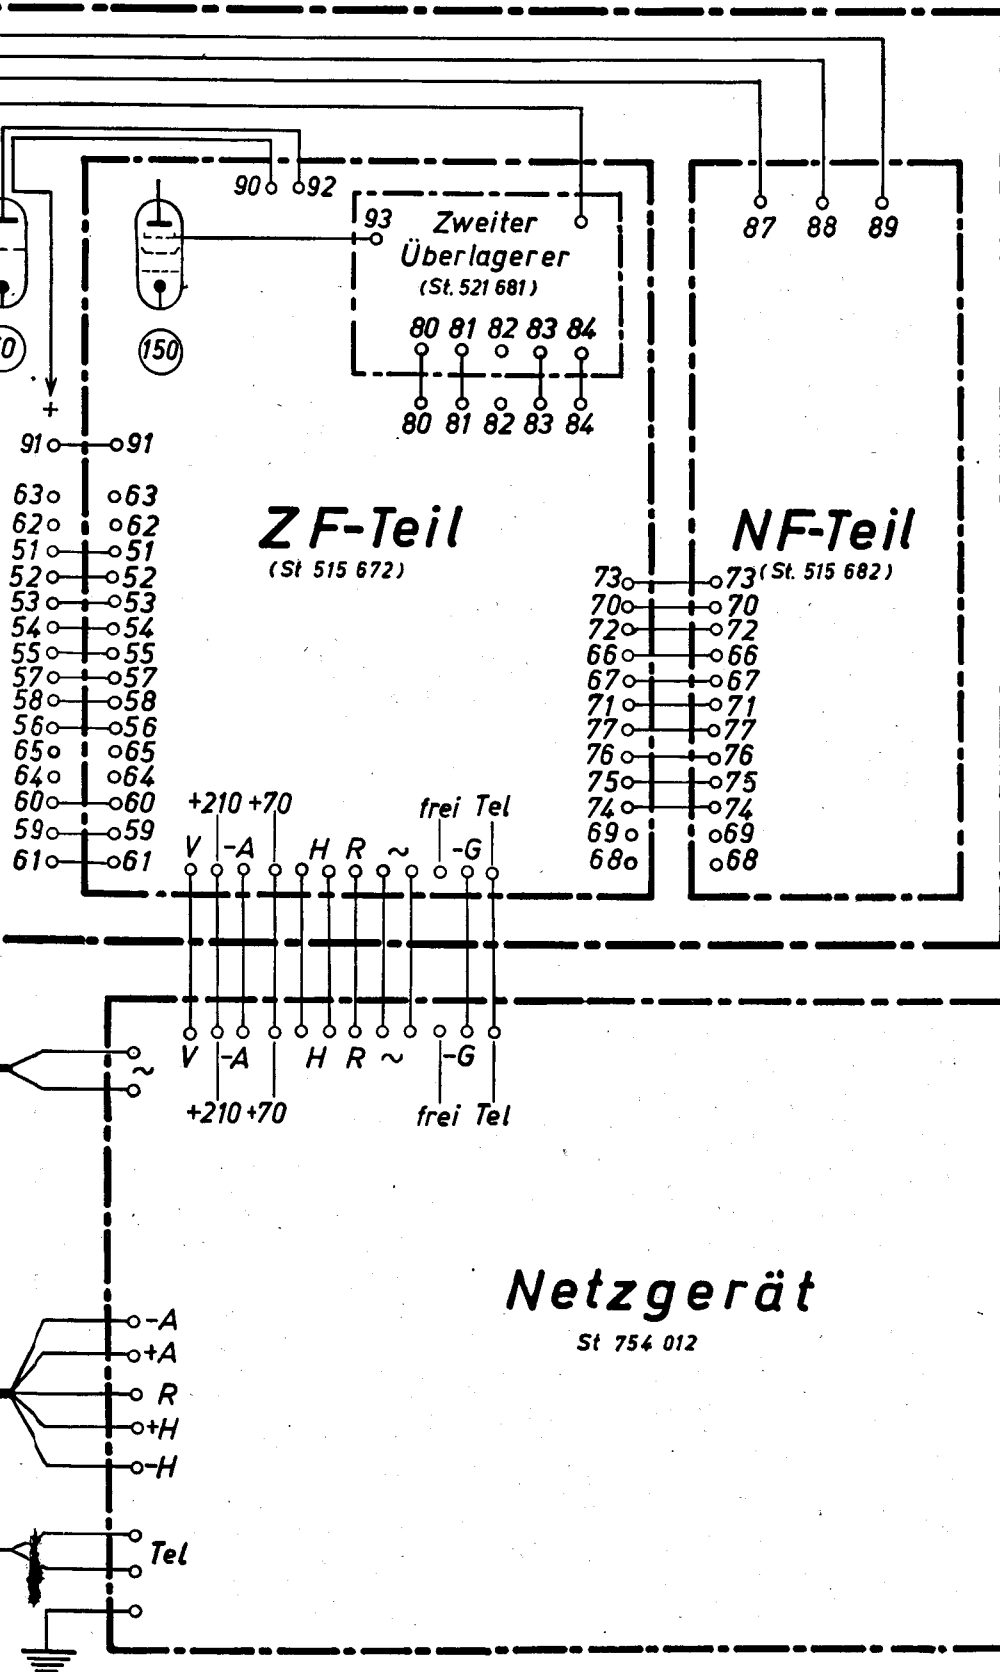 90 92
93
Zweiter
Überlagerer
(St. 521 681)
80 81 82 83 84
80 81 82 83 84
150
+
87 88 89
91 91
63 63
62 62
51 51
52 52
53 53
54 54
55 55
57 57
58 58
56 56
65 65
64 64
60 60
59 59
61 61
ZF-Teil
(St 515 672)
NF-Teil
(St. 515 682)
73 73
70 70
72 72
66 66
67 67
71 71
77 77
76 76
75 75
74 74
69 69
68 68
+210 +70 frei Tel
V -A H R ~ -G
V -A H R ~ -G
+210 +70 frei Tel
~
Netzgerät
St 754 012
-A
+A
R
+H
-H
Tel